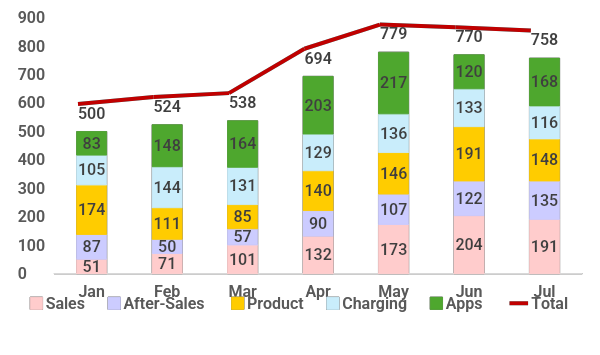 900
800
700
600
500
400
300
200
100
0
500 524 538 694 779 770 758
83 148 164 203 217 120 168
105 144 131 129 136 133 116
174 111 85 140 146 191 148
87 50 57 90 107 122 135
51 71 101 132 173 204 191
Jan Feb Mar Apr May Jun Jul
Sales After-Sales Product Charging Apps Total